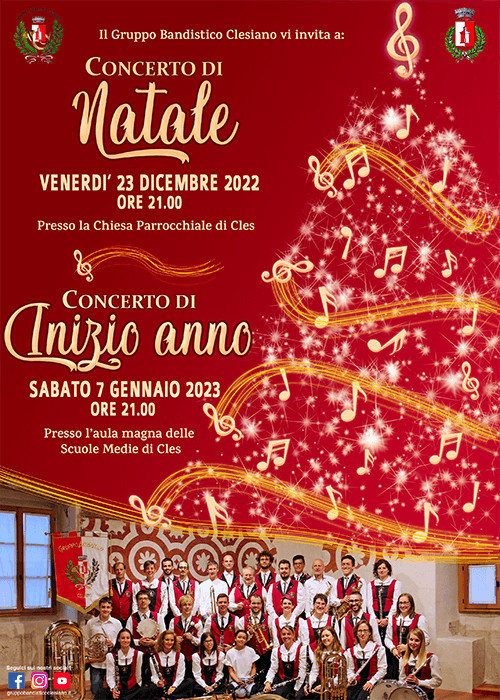 Il Gruppo Bandistico Clesiano vi invita a:
CONCERTO DI
Natale
VENERDI' 23 DICEMBRE 2022
ORE 21.00
Presso la Chiesa Parrocchiale di Cles
CONCERTO DI
Inizio anno
SABATO 7 GENNAIO 2023
ORE 21.00
Presso l'aula magna delle
Scuole Medie di Cles
Seguici sui nostri social!
gruppobandisticoclesiano.it